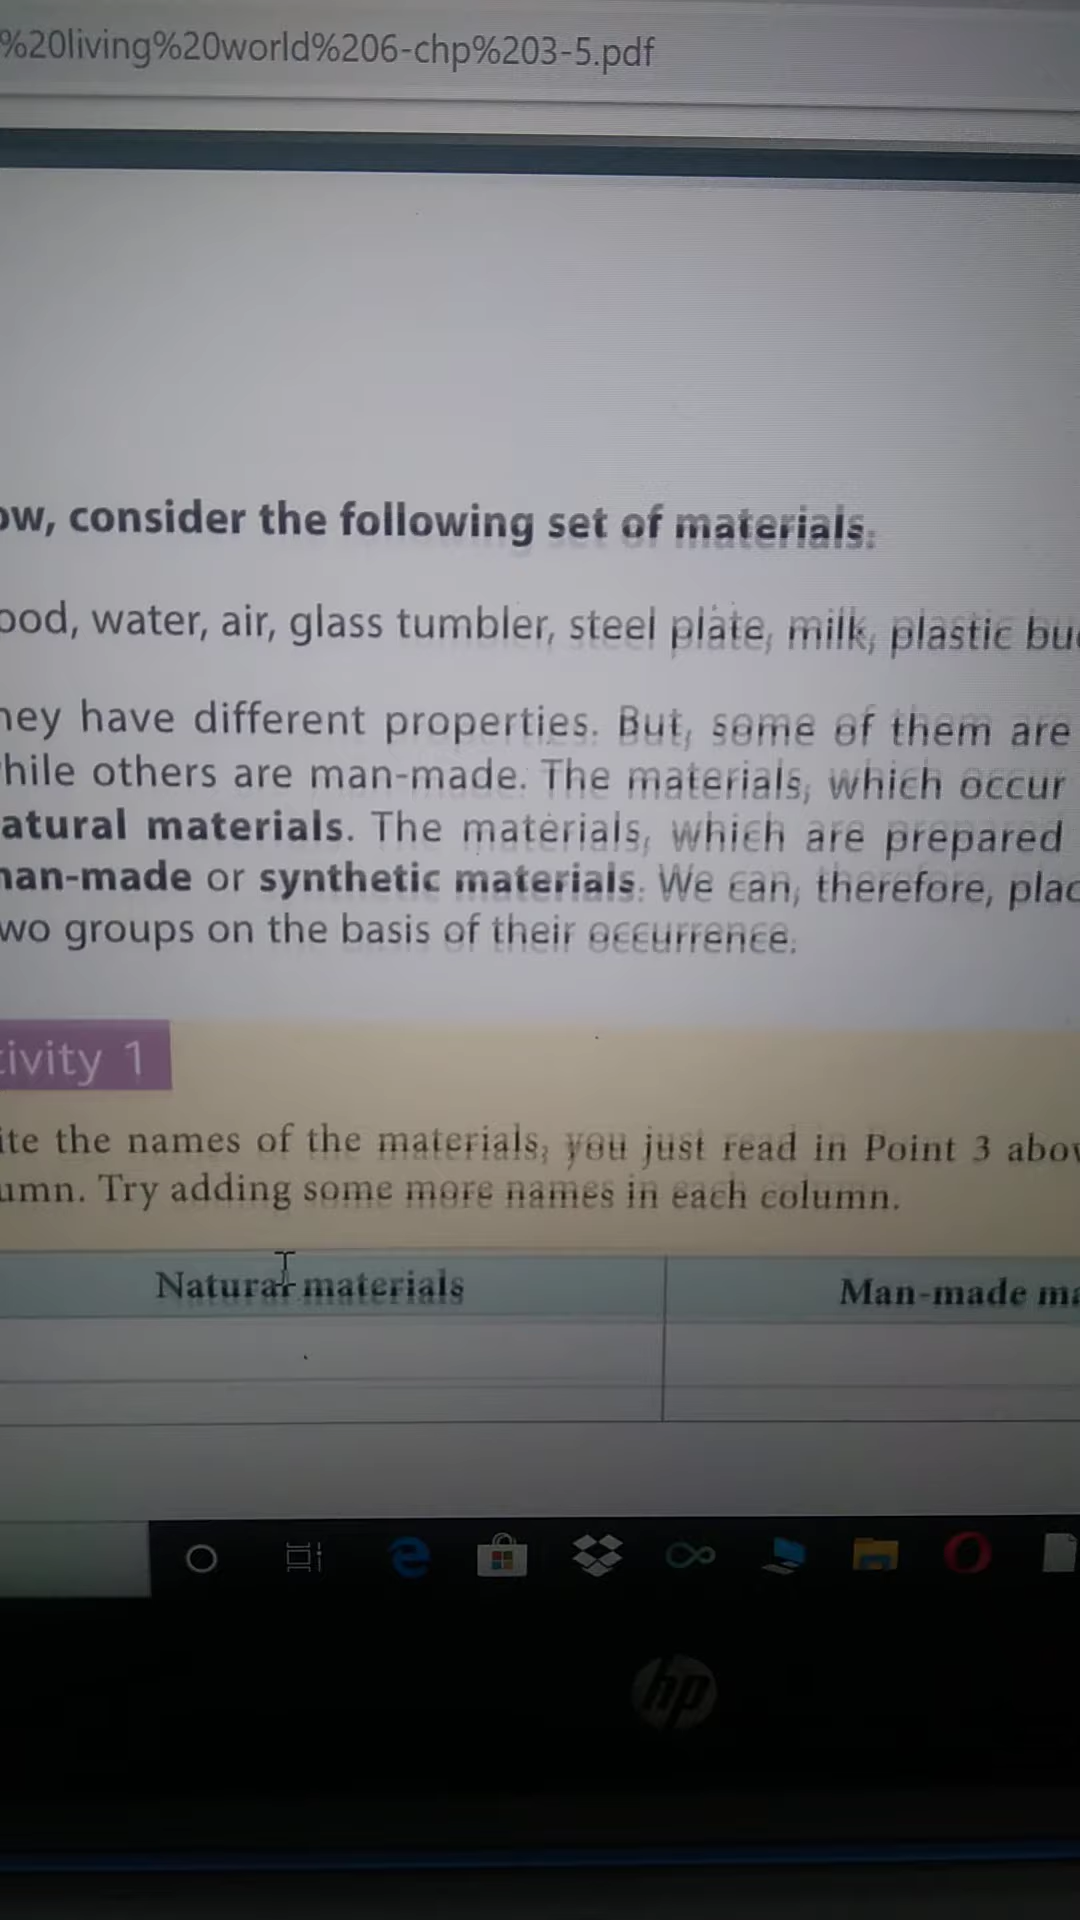 %20living%20world%206-chp%203-5.pdf
ow, consider the following set of materials.
ood, water, air, glass tumbler, steel plate, milk, plastic buc
hey have different properties. But, some of them are
hile others are man-made. The materials, which occur
atural materials. The materials, which are prepared
nan-made or synthetic materials. We can, therefore, plac
wo groups on the basis of their occurrence.
tivity 1
ite the names of the materials, you just read in Point 3 abov
umn. Try adding some more names in each column.
Natural materials
Man-made ma
hp